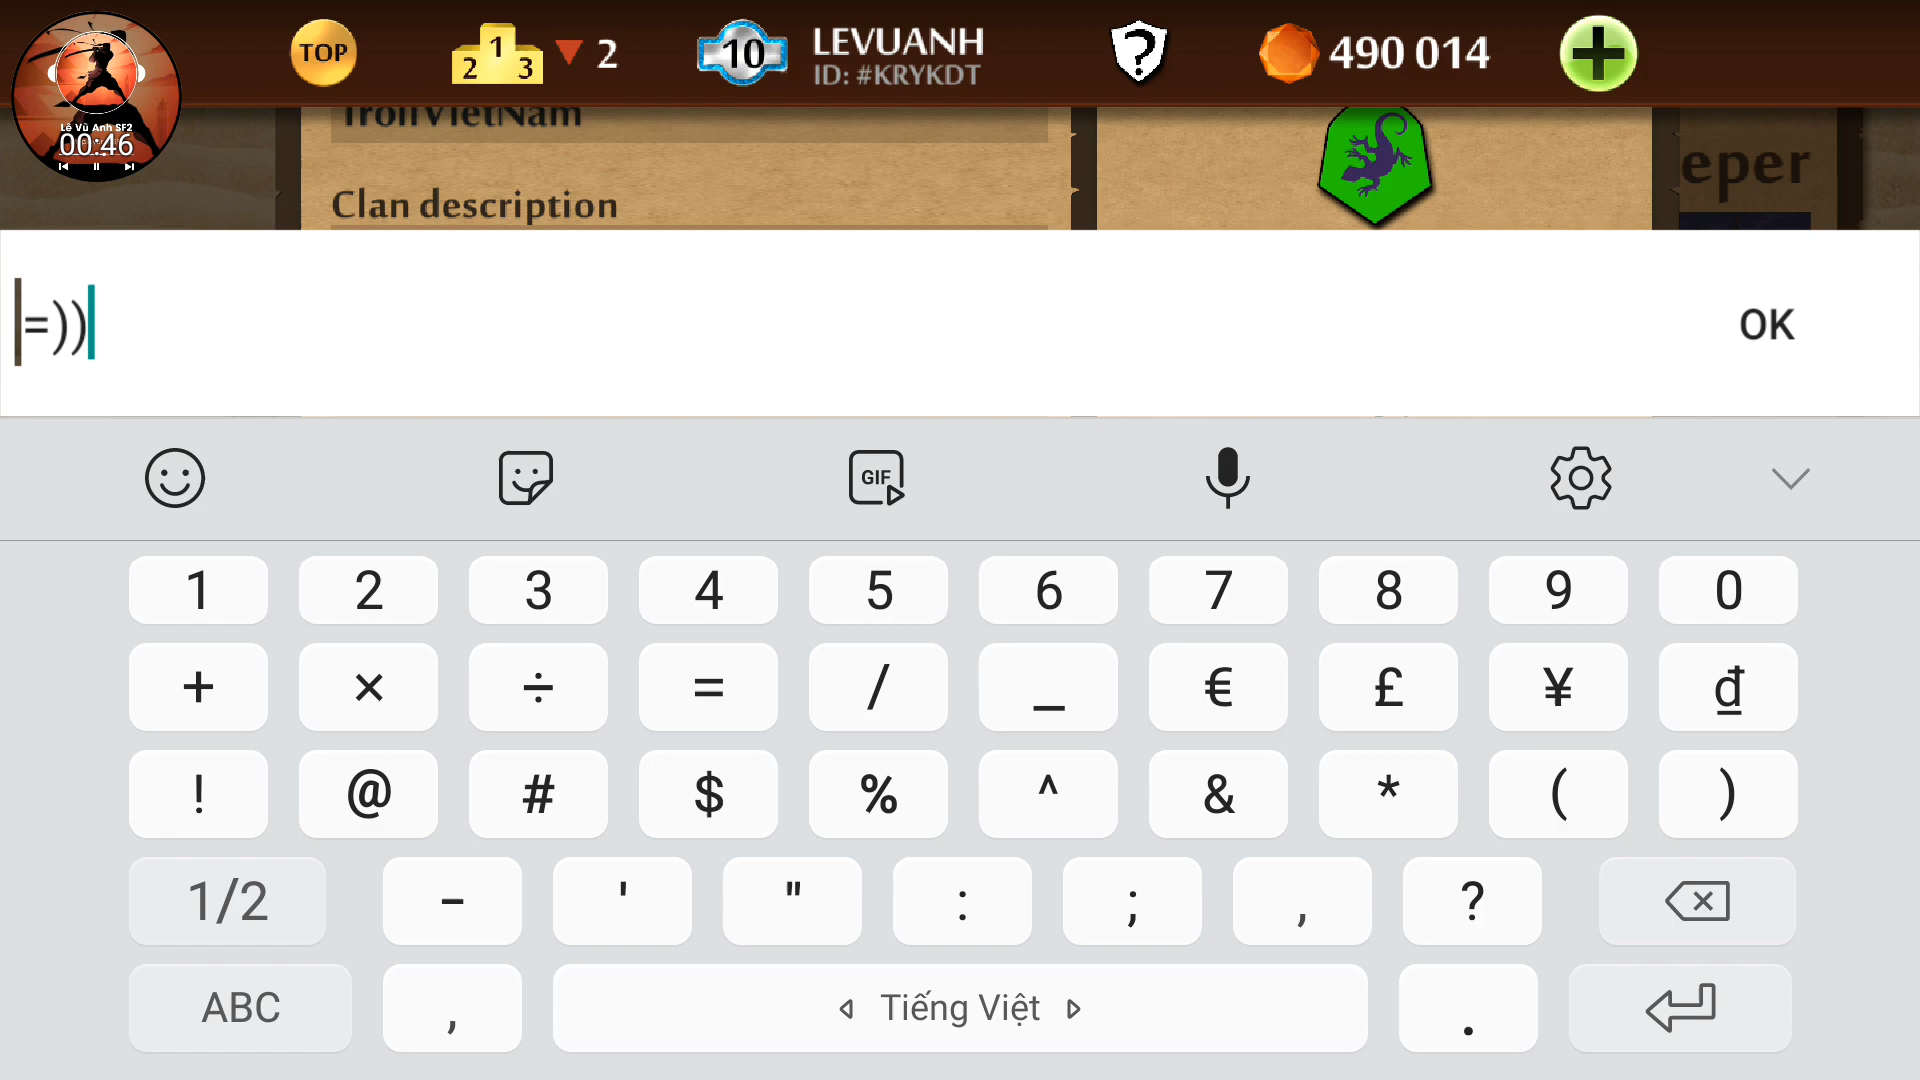 TOP
1
2 3
2
10
LEVUANH
ID: #KRYKDT
?
490 014
Lê Vũ Anh SF2
00:46
TrollVietNam
eper
Clan description
=))
OK
GIF
1 2 3 4 5 6 7 8 9 0
+ × ÷ = / _ € £ ¥ ₫
! @ # $ % ^ & * ( )
1/2 - ' " : ; , ?
ABC , Tiếng Việt .